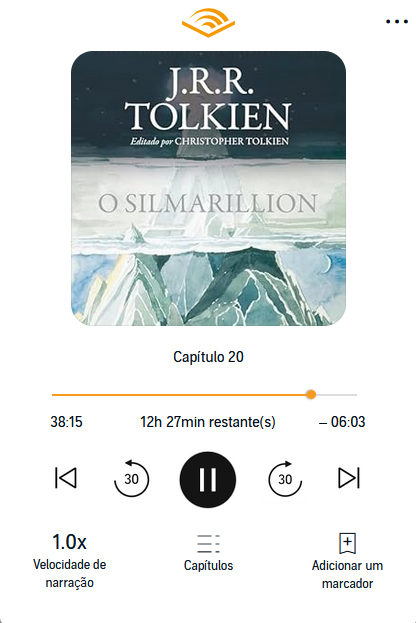 J.R.R.
TOLKIEN
Editado por CHRISTOPHER TOLKIEN
O SILMARILLION
Capítulo 20
38:15 12h 27min restante(s) – 06:03
30 30
1.0x
Velocidade de
narração
Capítulos
Adicionar um
marcador